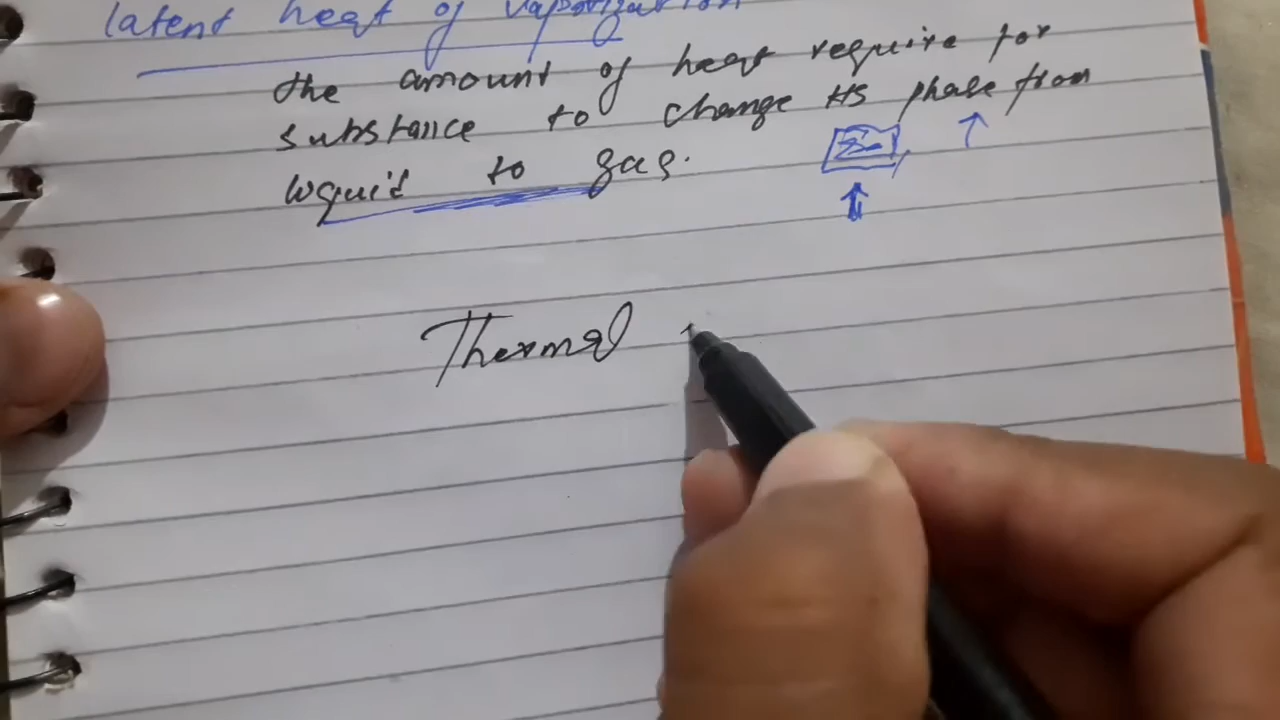 latent heat of vaporization
the amount of heat require for
substance to change its phase from
liquid to gas.
Thermal